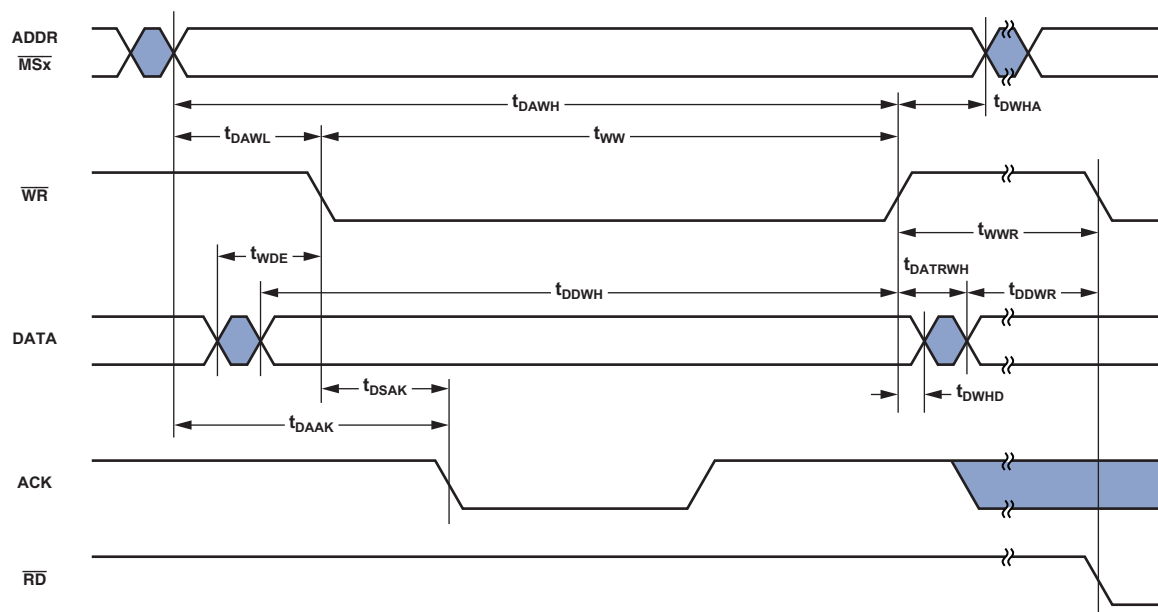 ADDR
MSx
tDAWH
tDWHA
tDAWL
tWW
WR
tWWR
tWDE
tDATRWH
tDDWH
tDDWR
DATA
tDSAK
tDWHD
tDAAK
ACK
RD